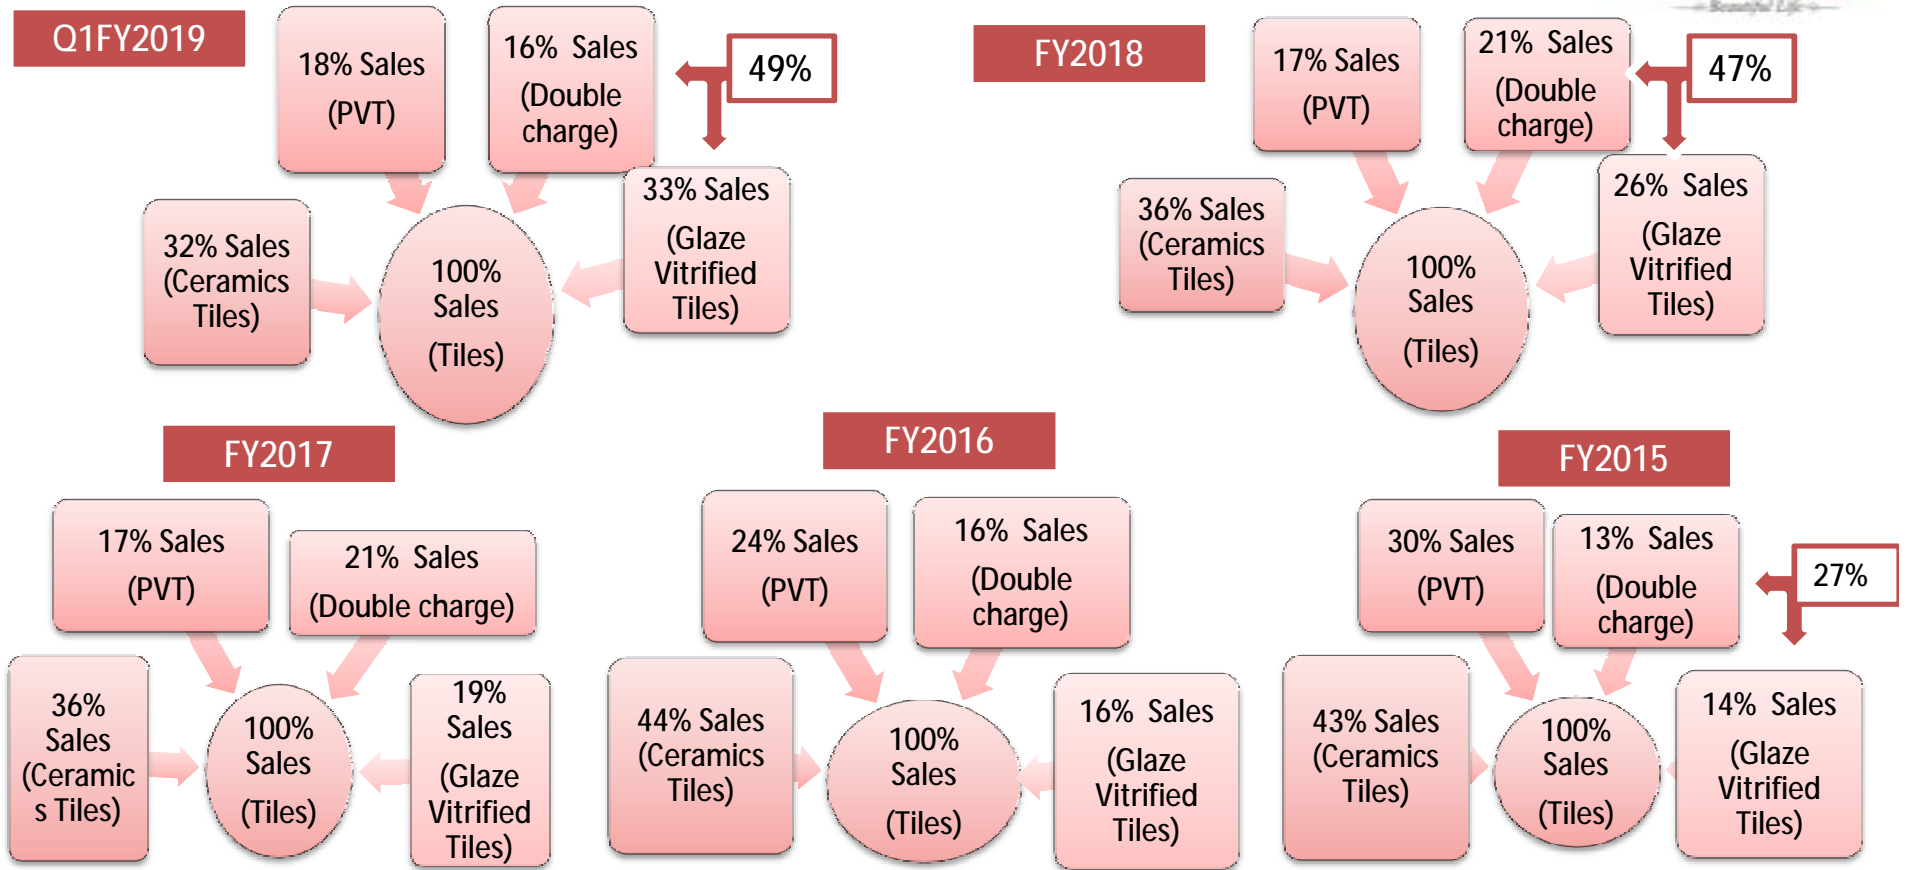 Beautiful Life
Q1FY2019
18% Sales
(PVT)
16% Sales
(Double
charge)
49%
32% Sales
(Ceramics
Tiles)
100%
Sales
(Tiles)
33% Sales
(Glaze
Vitrified
Tiles)
FY2018
17% Sales
(PVT)
21% Sales
(Double
charge)
47%
36% Sales
(Ceramics
Tiles)
100%
Sales
(Tiles)
26% Sales
(Glaze
Vitrified
Tiles)
FY2017
17% Sales
(PVT)
21% Sales
(Double charge)
36%
Sales
(Ceramic
s Tiles)
100%
Sales
(Tiles)
19%
Sales
(Glaze
Vitrified
Tiles)
FY2016
24% Sales
(PVT)
16% Sales
(Double
charge)
44% Sales
(Ceramics
Tiles)
100%
Sales
(Tiles)
16% Sales
(Glaze
Vitrified
Tiles)
FY2015
30% Sales
(PVT)
13% Sales
(Double
charge)
27%
43% Sales
(Ceramics
Tiles)
100%
Sales
(Tiles)
14% Sales
(Glaze
Vitrified
Tiles)